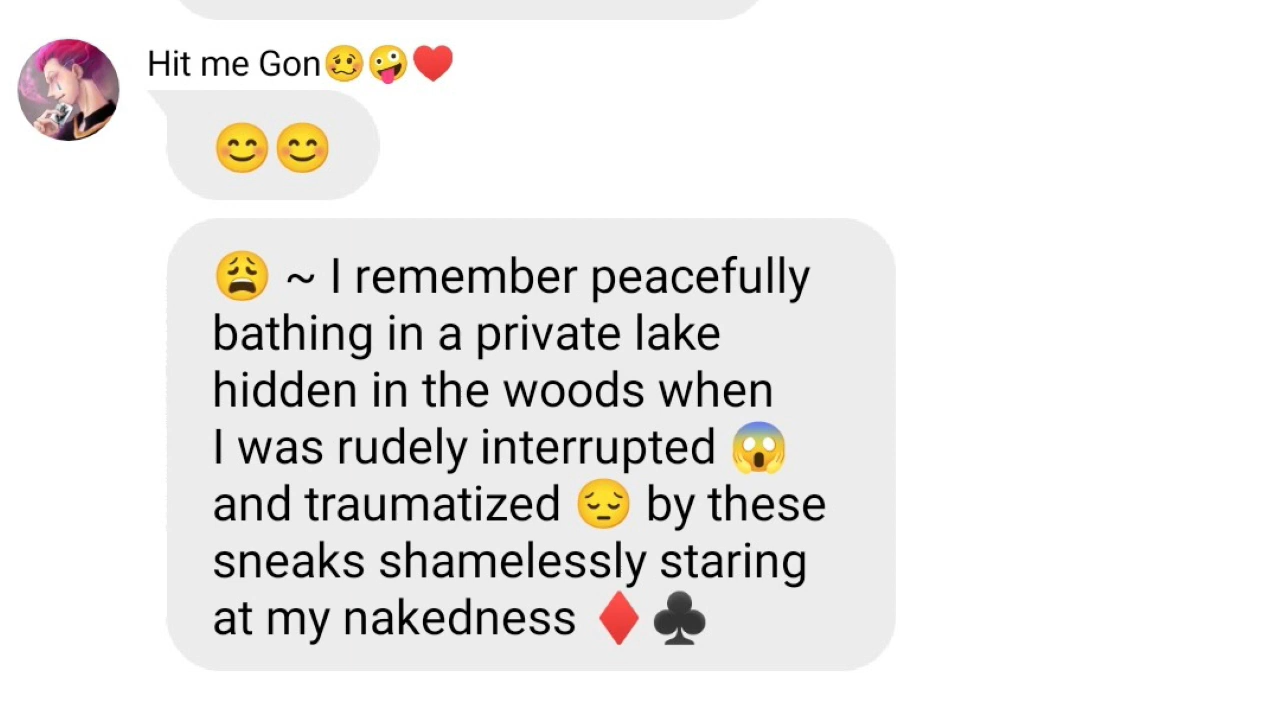 Hit me Gon🥴🤪♥️
😊😊
😩 ~ I remember peacefully
bathing in a private lake
hidden in the woods when
I was rudely interrupted 😱
and traumatized 😔 by these
sneaks shamelessly staring
at my nakedness ♦️♣️